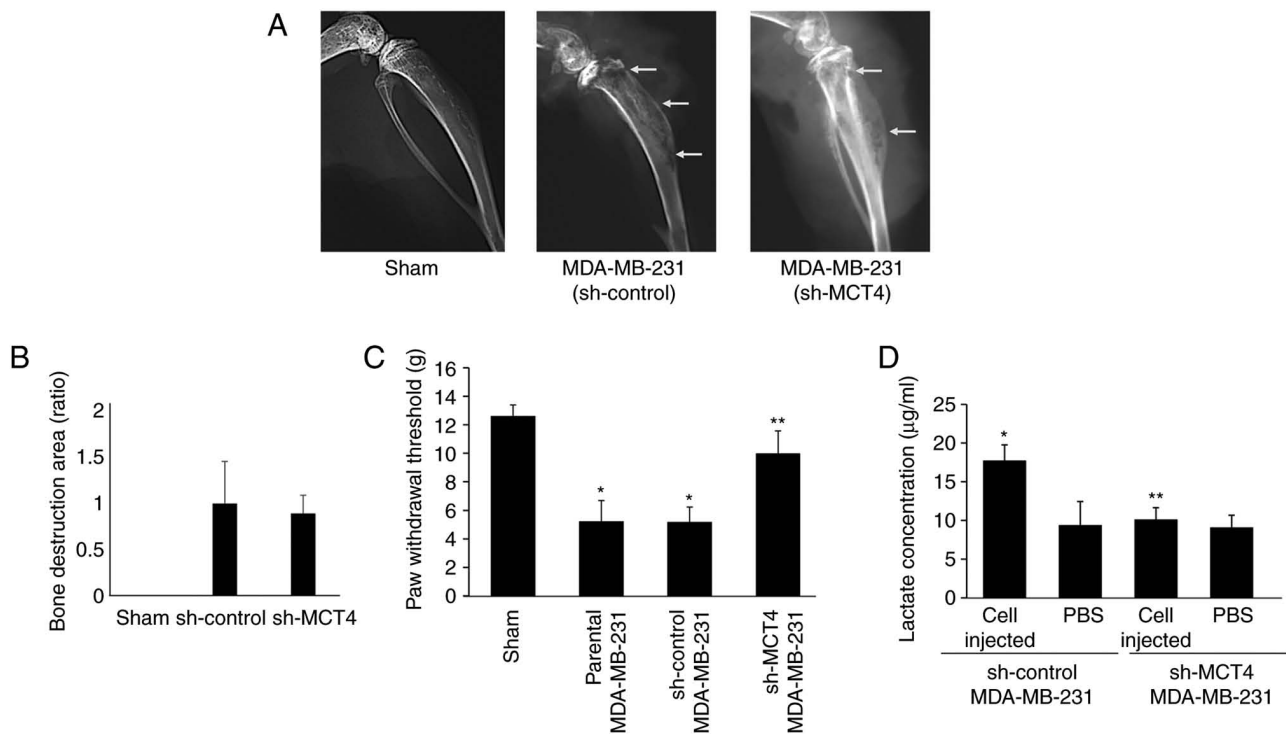 A
Sham
MDA-MB-231
(sh-control)
MDA-MB-231
(sh-MCT4)
B
Bone destruction area (ratio)
2
1.5
1
0.5
0
Sham sh-control sh-MCT4
C
Paw withdrawal threshold (g)
16
14
12
10
8
6
4
2
0
*
*
**
Sham
Parental
MDA-MB-231
sh-control
MDA-MB-231
sh-MCT4
MDA-MB-231
D
Lactate concentration (µg/ml)
25
20
15
10
5
0
*
**
Cell
injected
PBS
Cell
injected
PBS
sh-control
MDA-MB-231
sh-MCT4
MDA-MB-231